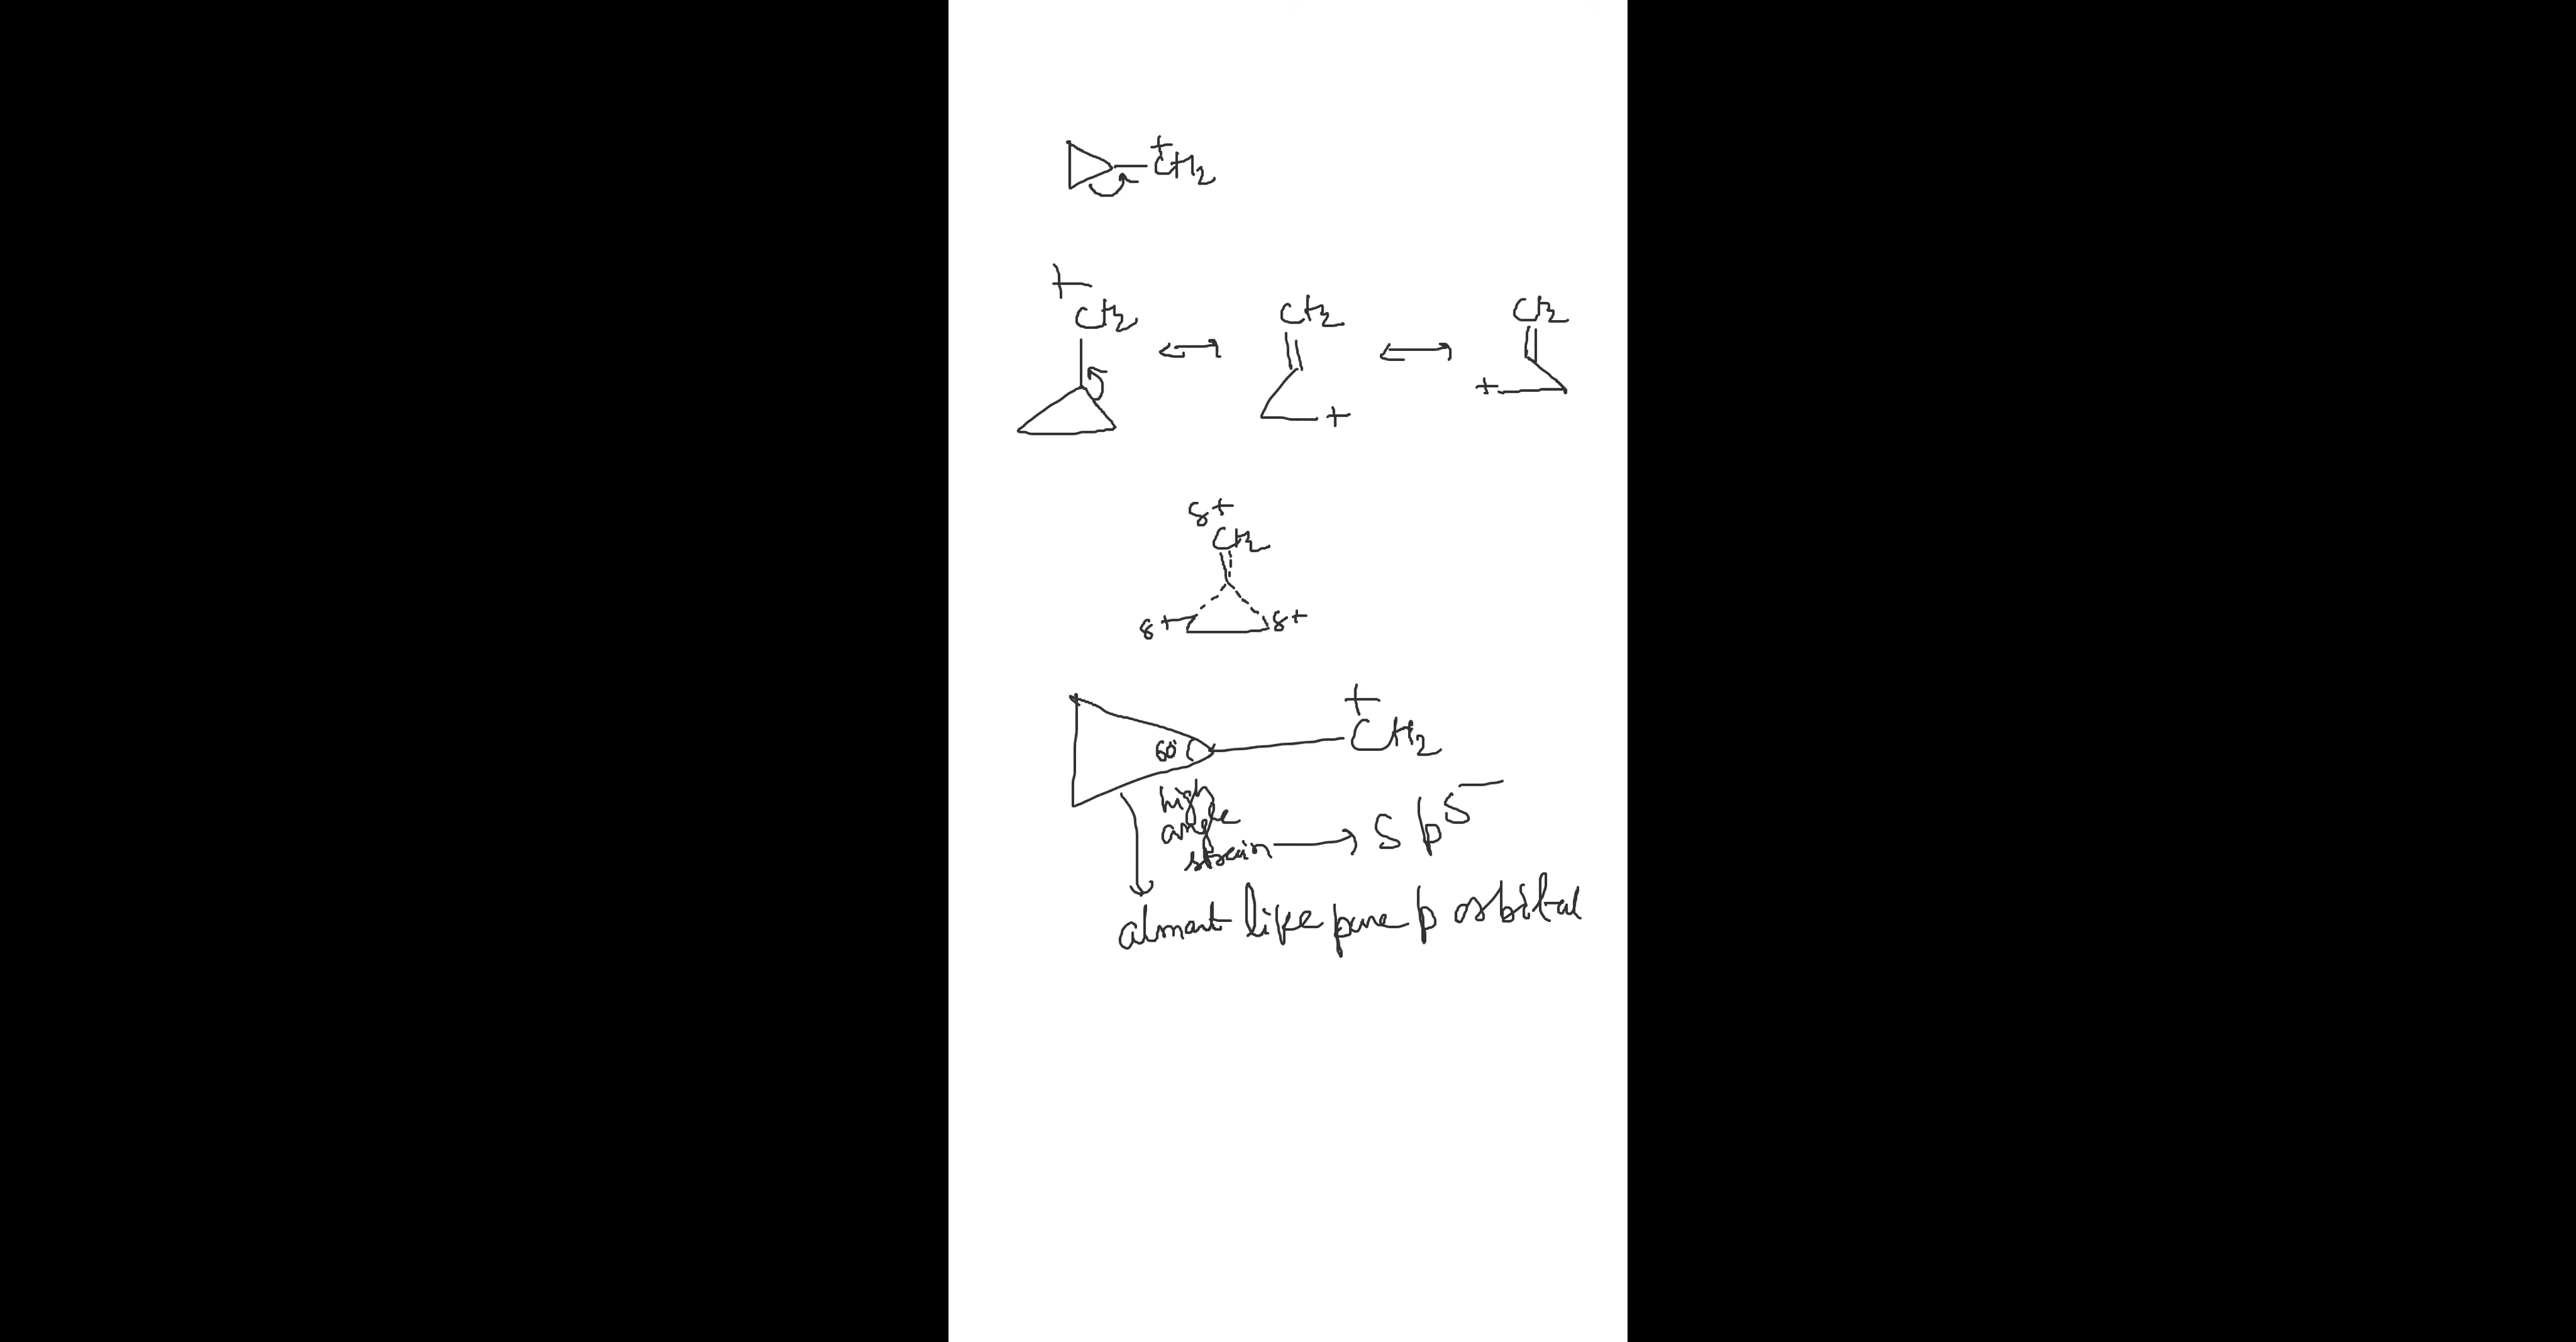 +
CH2
+
CH2
CH2
CH2
+
+
δ+
CH2
δ+
δ+
+
CH2
60°
high
angle
strain → sp5
almost like pure p orbital